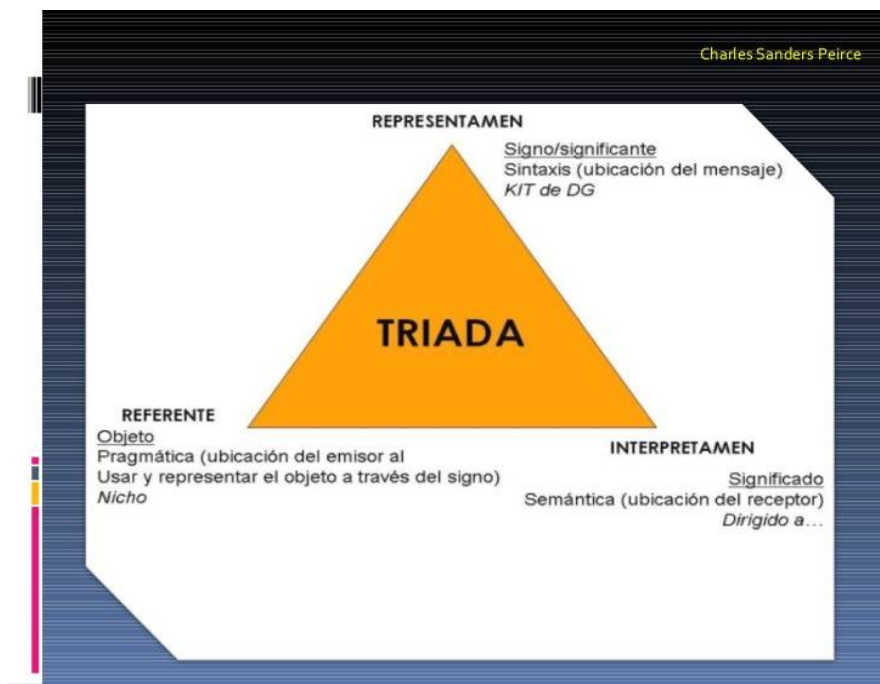 Charles Sanders Peirce
REPRESENTAMEN
Signo/significante
Sintaxis (ubicación del mensaje)
KIT de DG
TRIADA
REFERENTE
Objeto
Pragmática (ubicación del emisor al
Usar y representar el objeto a través del signo)
Nicho
INTERPRETAMEN
Significado
Semántica (ubicación del receptor)
Dirigido a…